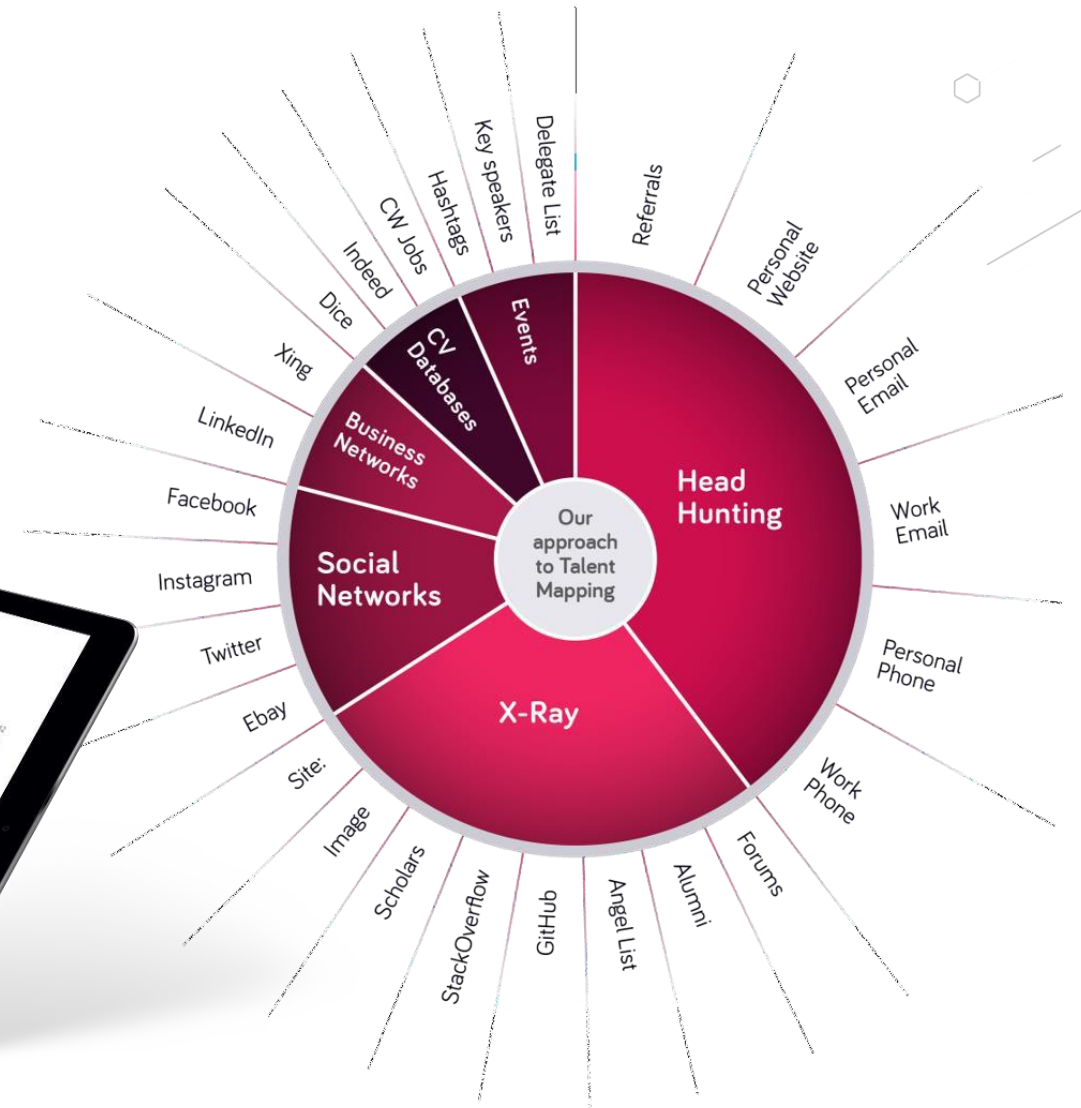 Our
approach
to Talent
Mapping
Head
Hunting
X-Ray
Social
Networks
Business
Networks
CV
Databases
Events
Referrals
Personal
Website
Personal
Email
Work
Email
Personal
Phone
Work
Phone
Forums
Alumni
Angel List
GitHub
StackOverflow
Scholars
Image
Site:
Ebay
Twitter
Instagram
Facebook
LinkedIn
Xing
Dice
Indeed
CW Jobs
Hashtags
Key speakers
Delegate List